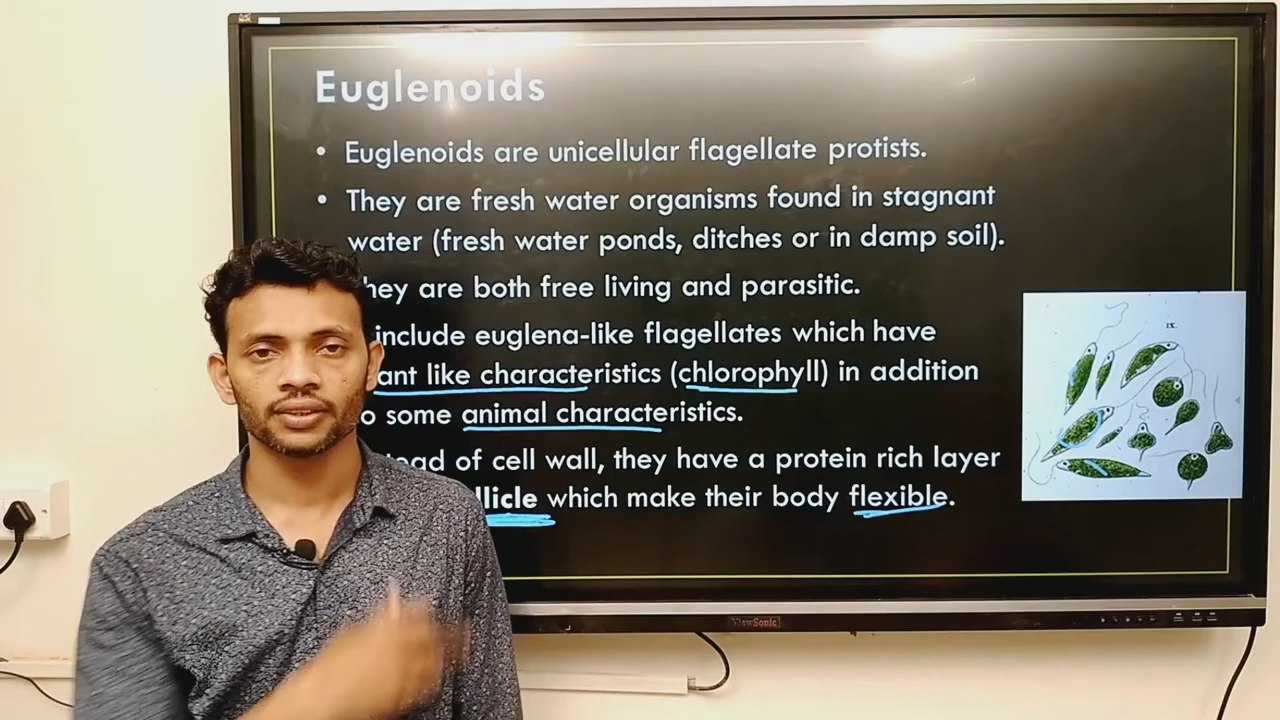 Euglenoids
• Euglenoids are unicellular flagellate protists.
• They are fresh water organisms found in stagnant
water (fresh water ponds, ditches or in damp soil).
hey are both free living and parasitic.
include euglena-like flagellates which have
ant like characteristics (chlorophyll) in addition
o some animal characteristics.
ead of cell wall, they have a protein rich layer
llicle which make their body flexible.
IX.
ViewSonic